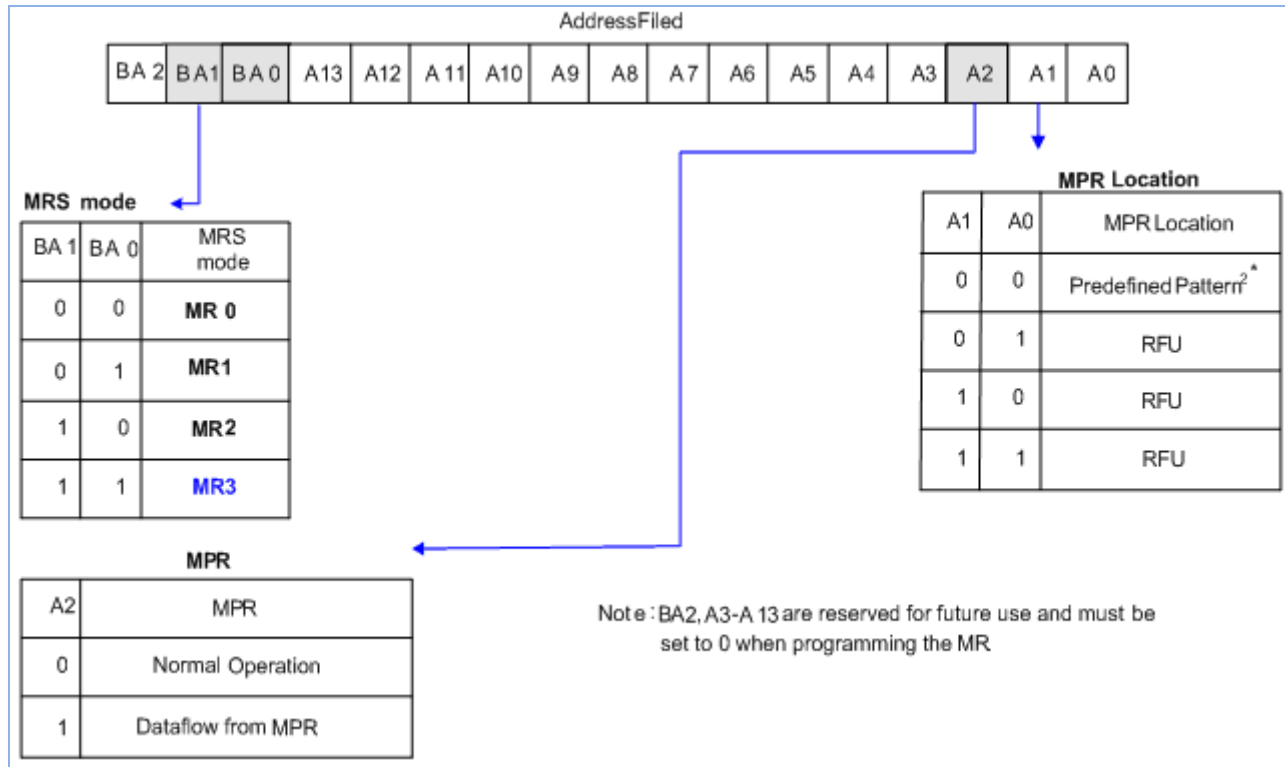 AddressFiled
BA 2 BA1 BA 0 A13 A12 A 11 A10 A9 A8 A7 A6 A5 A4 A3 A2 A1 A0
MRS mode
BA 1 BA 0 MRS mode
0 0 MR 0
0 1 MR1
1 0 MR2
1 1 MR3
MPR Location
A1 A0 MPR Location
0 0 Predefined Pattern2*
0 1 RFU
1 0 RFU
1 1 RFU
MPR
A2 MPR
0 Normal Operation
1 Dataflow from MPR
Note : BA2, A3-A 13 are reserved for future use and must be
set to 0 when programming the MR.